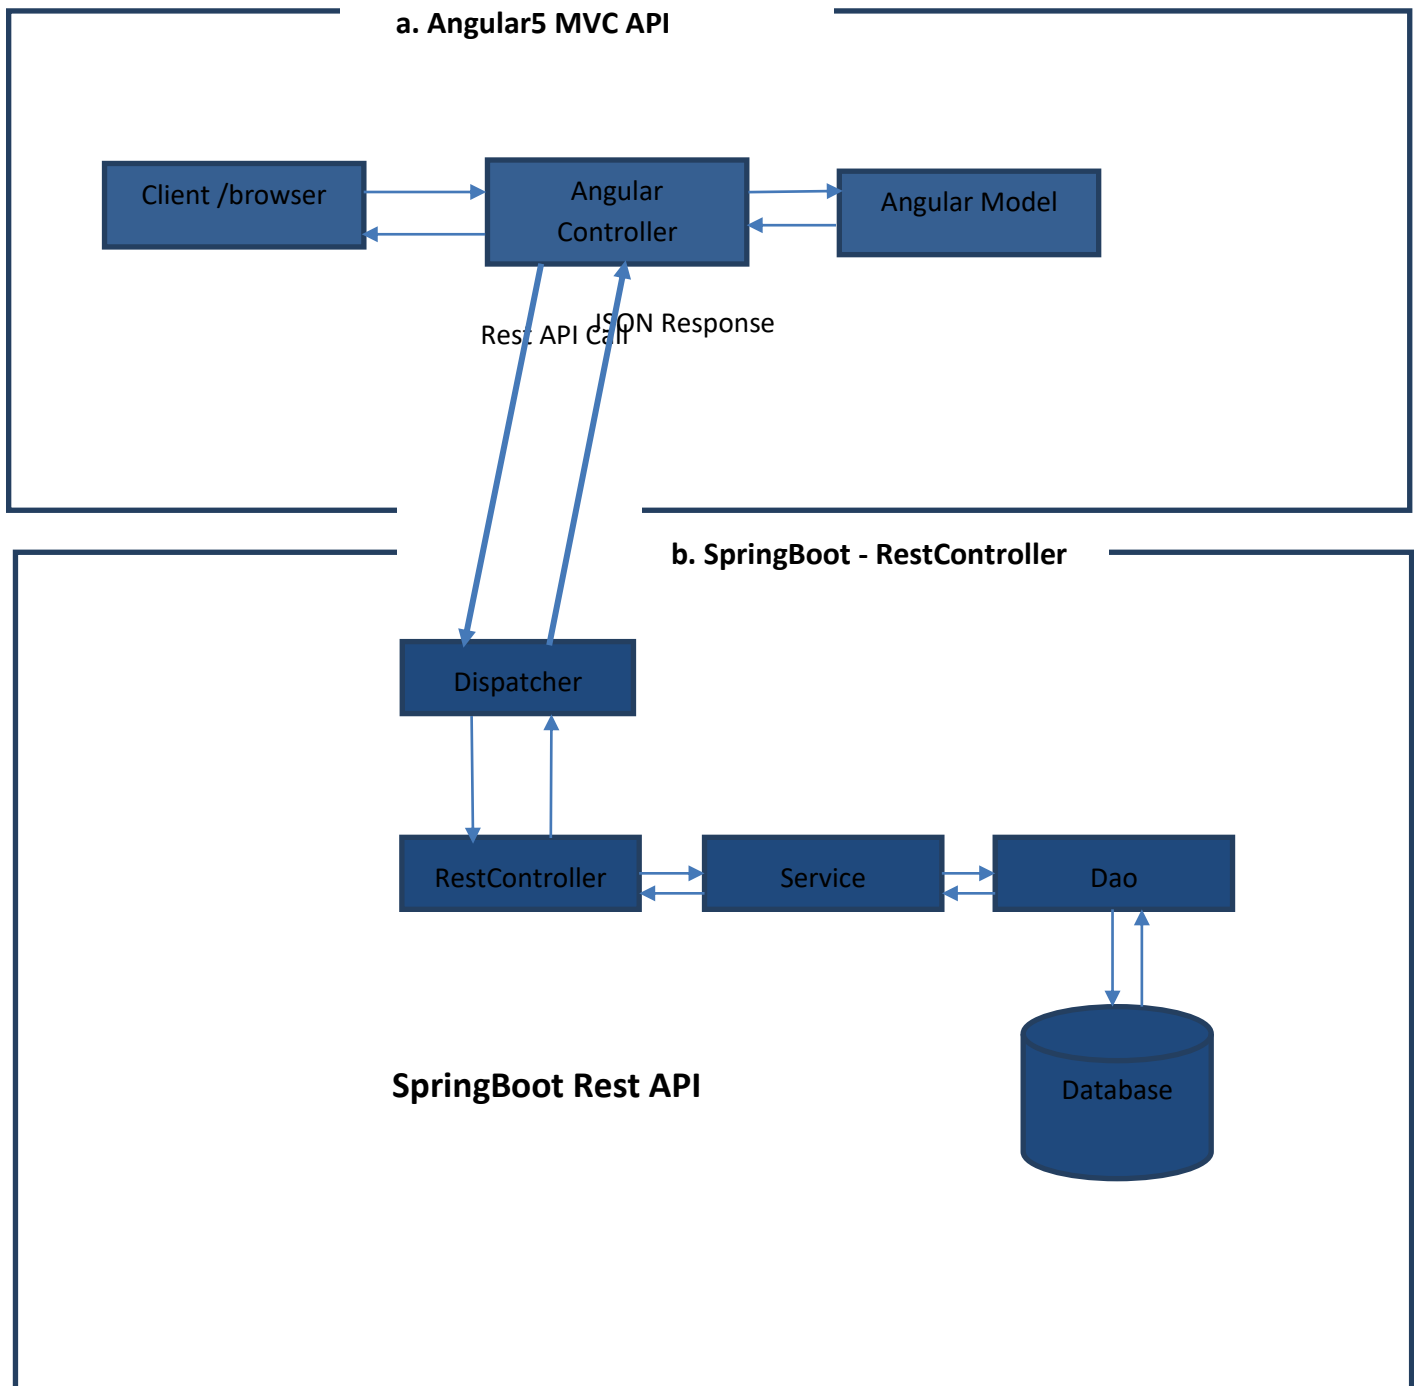 a. Angular5 MVC API
Client /browser
Angular
Controller
Angular Model
Rest API Call
JSON Response
b. SpringBoot - RestController
Dispatcher
RestController
Service
Dao
SpringBoot Rest API
Database